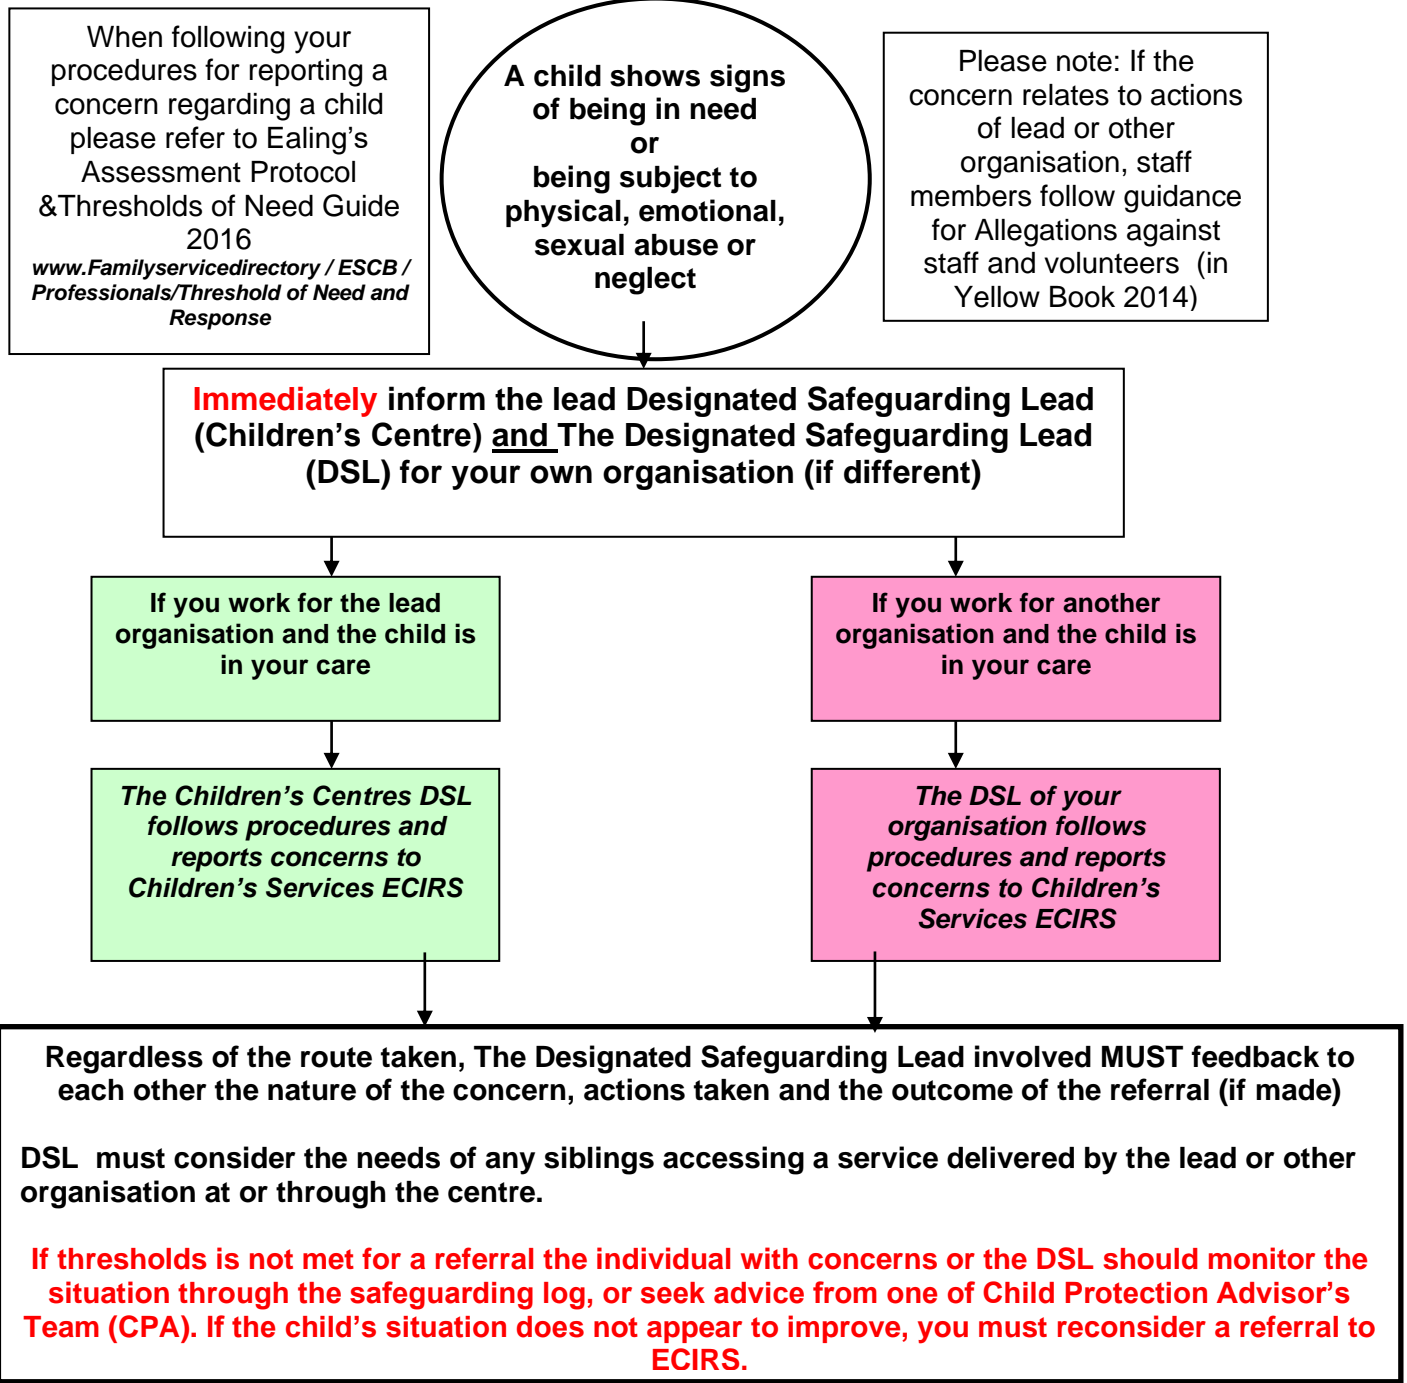 When following your
procedures for reporting a
concern regarding a child
please refer to Ealing’s
Assessment Protocol
&Thresholds of Need Guide
2016
www.Familyservicedirectory / ESCB /
Professionals/Threshold of Need and
Response
A child shows signs
of being in need
or
being subject to
physical, emotional,
sexual abuse or
neglect
Please note: If the
concern relates to actions
of lead or other
organisation, staff
members follow guidance
for Allegations against
staff and volunteers (in
Yellow Book 2014)
Immediately inform the lead Designated Safeguarding Lead
(Children’s Centre) and The Designated Safeguarding Lead
(DSL) for your own organisation (if different)
If you work for the lead
organisation and the child is
in your care
If you work for another
organisation and the child is
in your care
The Children’s Centres DSL
follows procedures and
reports concerns to
Children’s Services ECIRS
The DSL of your
organisation follows
procedures and reports
concerns to Children’s
Services ECIRS
Regardless of the route taken, The Designated Safeguarding Lead involved MUST feedback to
each other the nature of the concern, actions taken and the outcome of the referral (if made)
DSL must consider the needs of any siblings accessing a service delivered by the lead or other
organisation at or through the centre.
If thresholds is not met for a referral the individual with concerns or the DSL should monitor the
situation through the safeguarding log, or seek advice from one of Child Protection Advisor’s
Team (CPA). If the child’s situation does not appear to improve, you must reconsider a referral to
ECIRS.